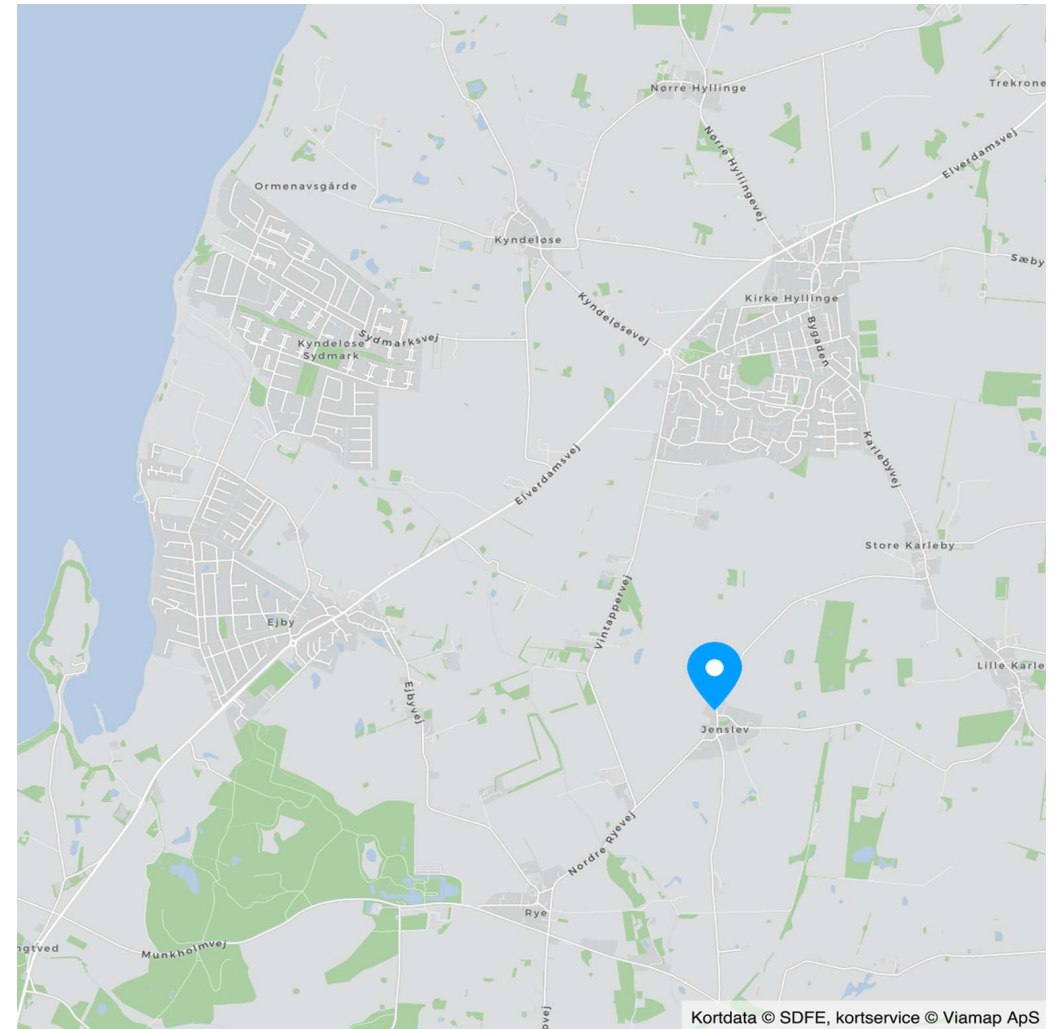 Nørre Hyllinge
Trekrone
Nørre Hyllingevej
Elverdamsvej
Ormenavsgårde
Kyndeløse
Sæby
Kirke Hyllinge
Kyndeløsevej
Bygaden
Sydmarksvej
Kyndeløse
Sydmark
Karlebyvej
Elverdamsvej
Store Karleby
Vintappervej
Ejby
Lille Karle
Ejbyvej
Jenslev
Nordre Ryevej
Rye
ngtved
Munkholmvej
pvej
Kortdata © SDFE, kortservice © Viamap ApS